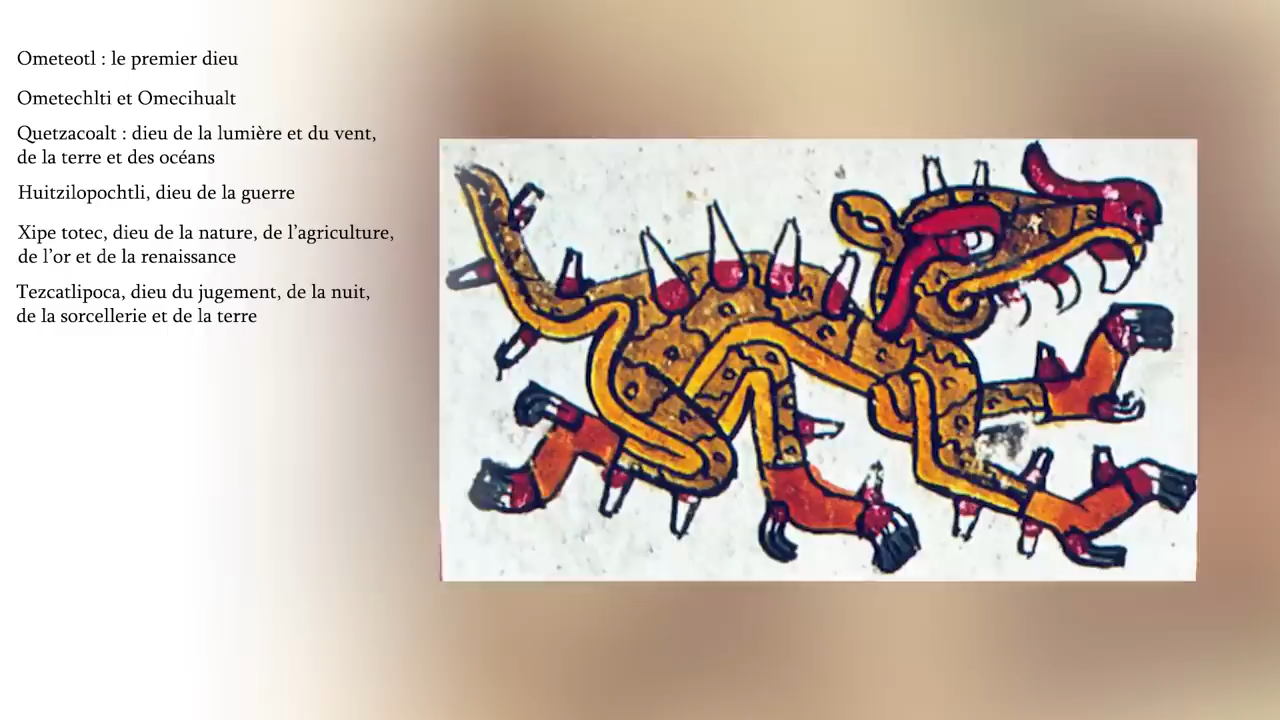 Ometeotl : le premier dieu
Ometechlti et Omecihualt
Quetzacoalt : dieu de la lumière et du vent,
de la terre et des océans
Huitzilopochtli, dieu de la guerre
Xipe totec, dieu de la nature, de l’agriculture,
de l’or et de la renaissance
Tezcatlipoca, dieu du jugement, de la nuit,
de la sorcellerie et de la terre